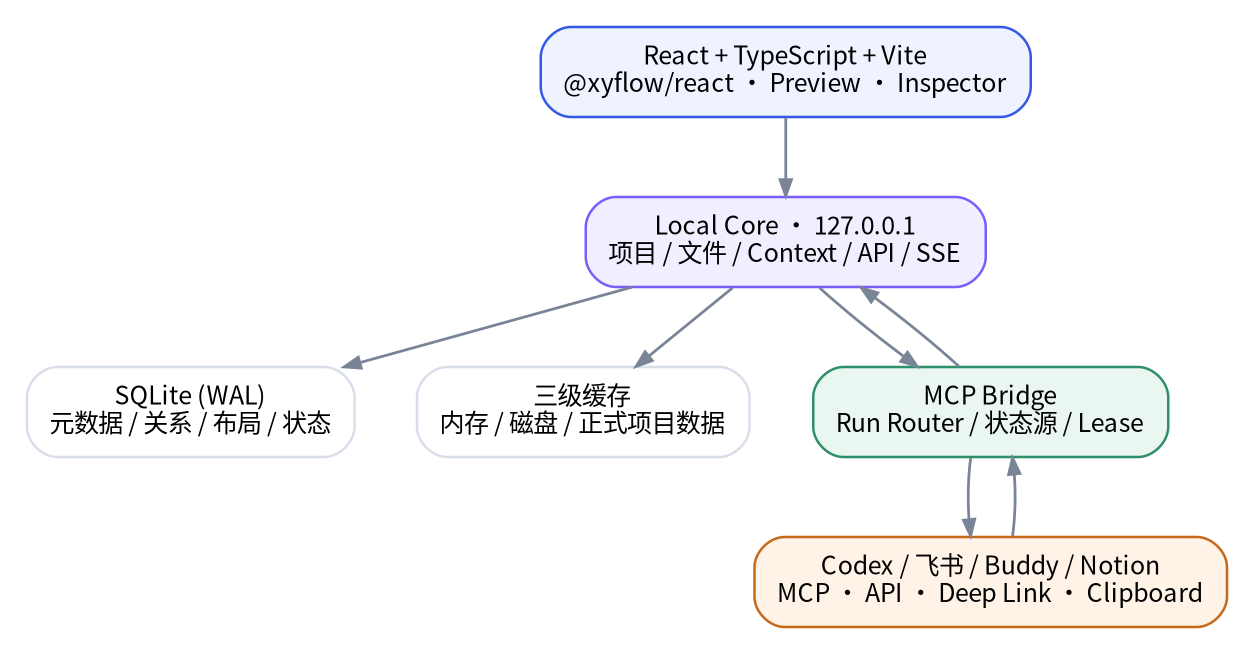 React + TypeScript + Vite
@xyflow/react · Preview · Inspector
Local Core · 127.0.0.1
项目 / 文件 / Context / API / SSE
SQLite (WAL)
元数据 / 关系 / 布局 / 状态
三级缓存
内存 / 磁盘 / 正式项目数据
MCP Bridge
Run Router / 状态源 / Lease
Codex / 飞书 / Buddy / Notion
MCP · API · Deep Link · Clipboard